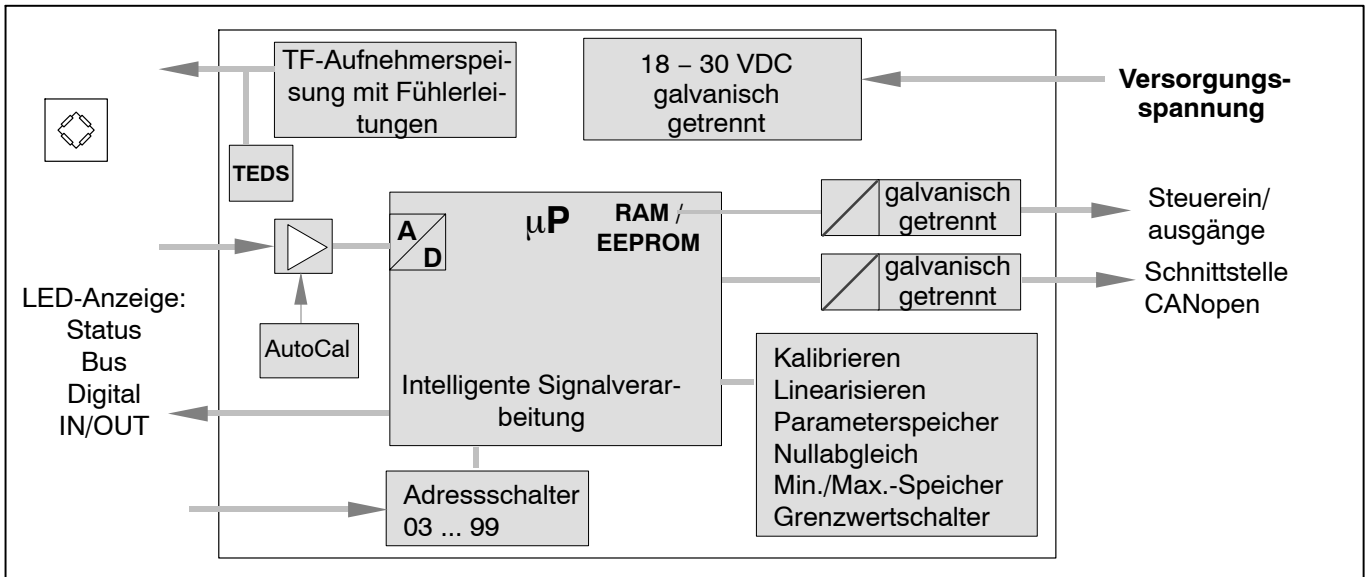 TF-Aufnehmerspei-
sung mit Fühlerlei-
tungen
18 – 30 VDC
galvanisch
getrennt
Versorgungs-
spannung
TEDS
A
D
µP
RAM /
EEPROM
galvanisch
getrennt
Steuerein/
ausgänge
galvanisch
getrennt
Schnittstelle
CANopen
LED-Anzeige:
Status
Bus
Digital
IN/OUT
AutoCal
Intelligente Signalverar-
beitung
Kalibrieren
Linearisieren
Parameterspeicher
Nullabgleich
Min./Max.-Speicher
Grenzwertschalter
Adressschalter
03 ... 99